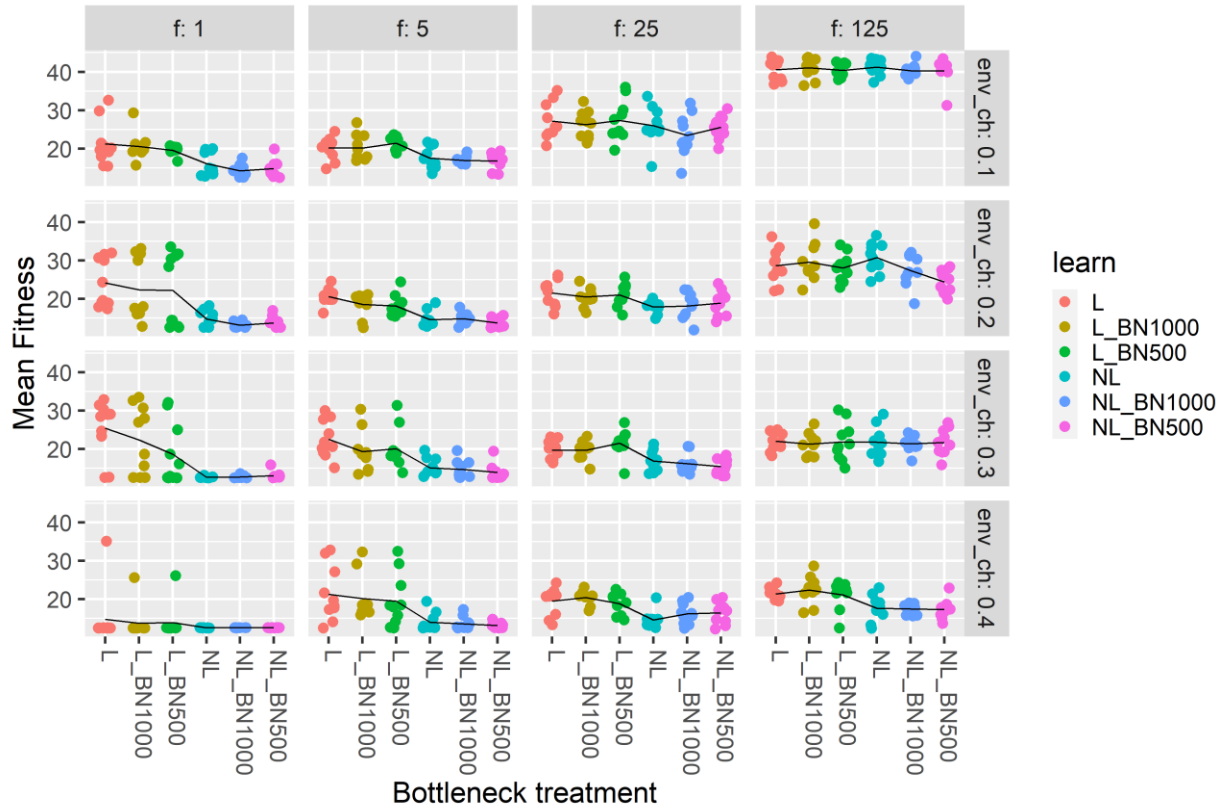 f: 1 f: 5 f: 25 f: 125
40
30
20
env_ch: 0.1
40
30
20
env_ch: 0.2
40
30
20
env_ch: 0.3
40
30
20
env_ch: 0.4
Mean Fitness
L L_BN1000 L_BN500 NL NL_BN1000 NL_BN500
L L_BN1000 L_BN500 NL NL_BN1000 NL_BN500
L L_BN1000 L_BN500 NL NL_BN1000 NL_BN500
L L_BN1000 L_BN500 NL NL_BN1000 NL_BN500
Bottleneck treatment
learn
L
L_BN1000
L_BN500
NL
NL_BN1000
NL_BN500